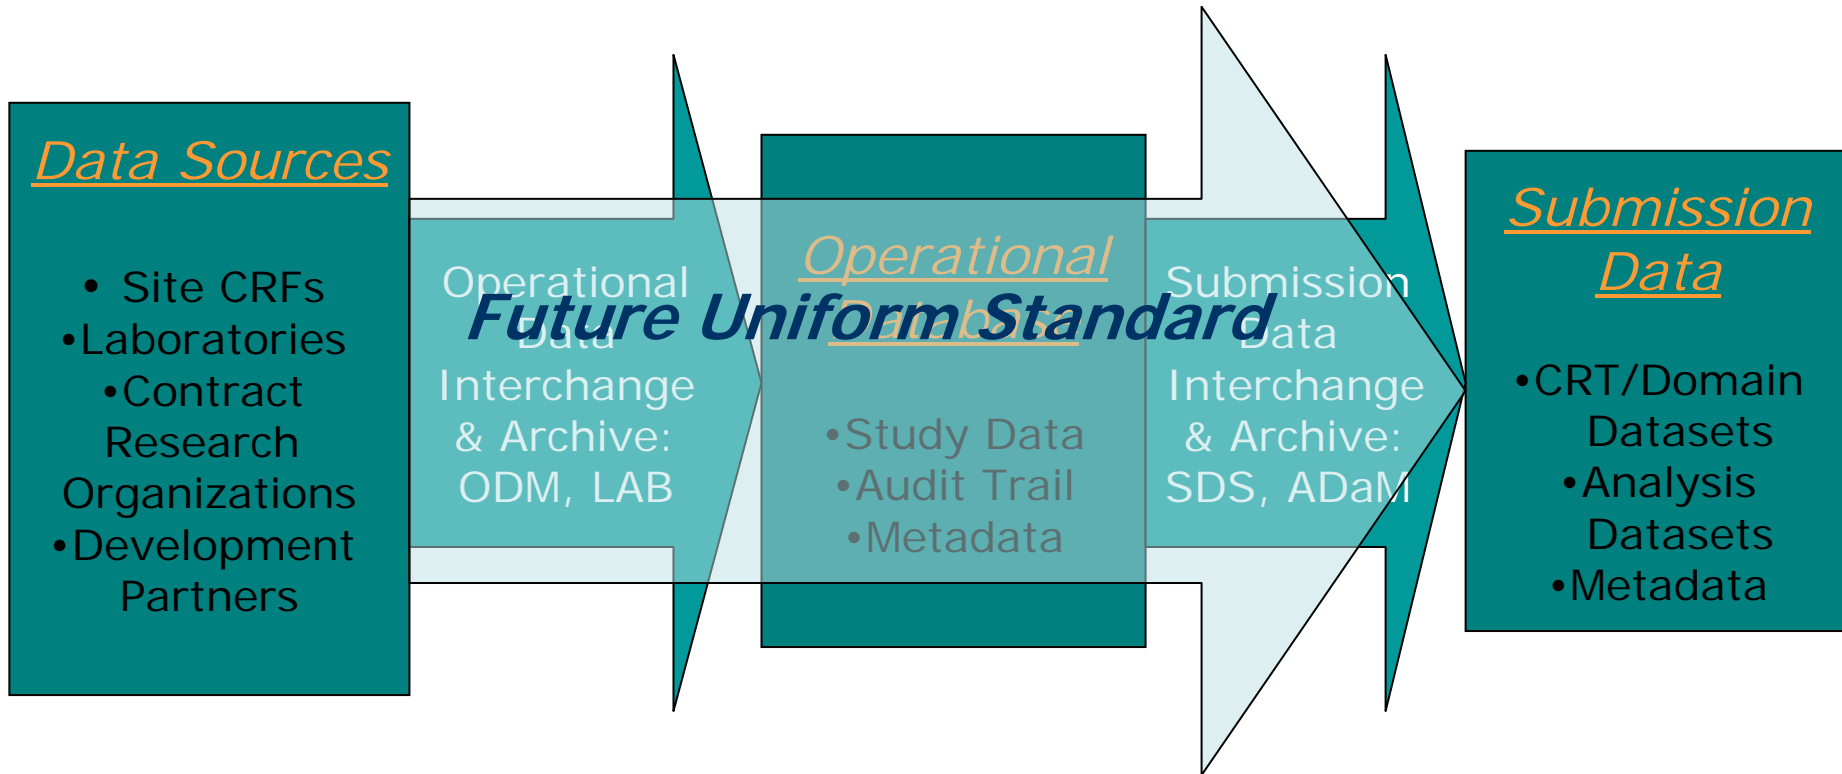 Data Sources
• Site CRFs
•Laboratories
•Contract
Research
Organizations
•Development
Partners
Operational
Data
Interchange
& Archive:
ODM, LAB
Operational
Database
•Study Data
•Audit Trail
•Metadata
Future Uniform Standard
Submission
Data
Interchange
& Archive:
SDS, ADaM
Submission
Data
•CRT/Domain
Datasets
•Analysis
Datasets
•Metadata